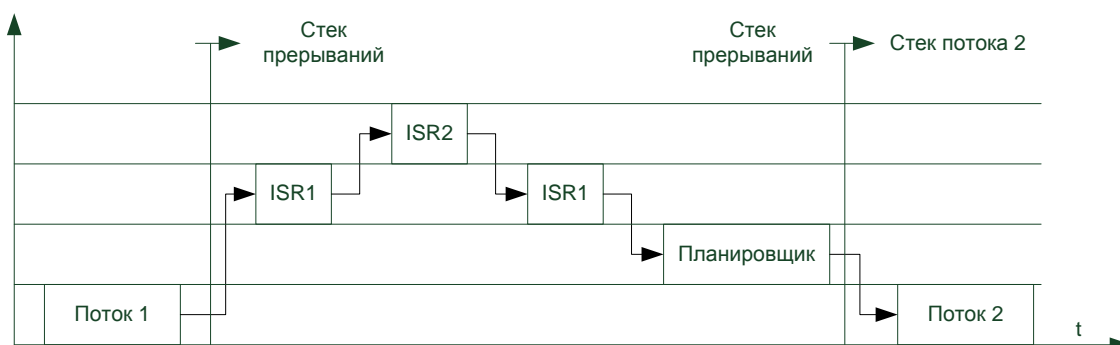 Стек
прерываний
Стек
прерываний
Стек потока 2
ISR2
ISR1
ISR1
Планировщик
Поток 1
Поток 2
t